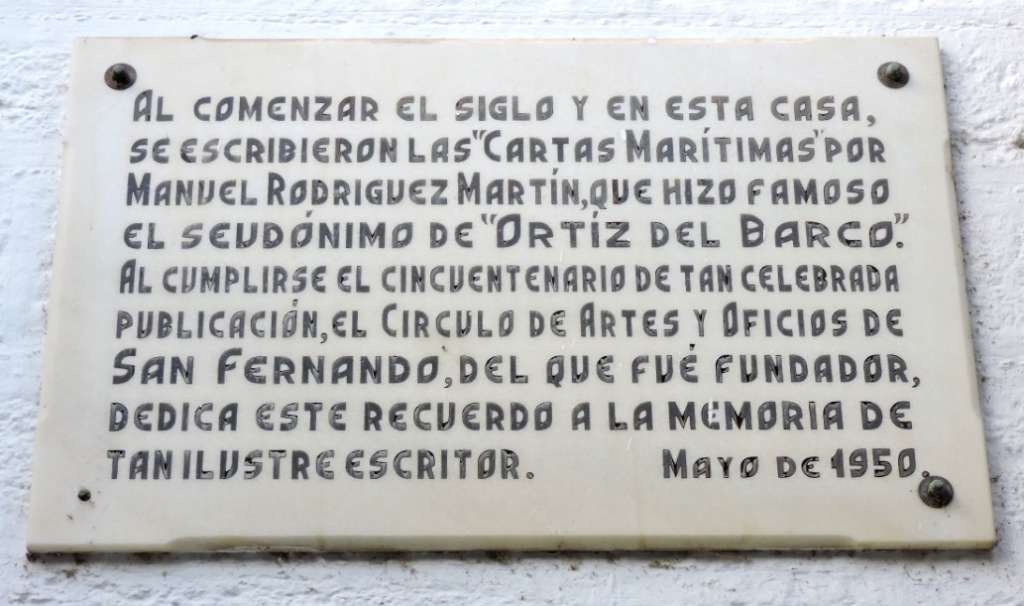 AL COMENZAR EL SIGLO Y EN ESTA CASA,
SE ESCRIBIERON LAS "CARTAS MARÍTIMAS" POR
MANUEL RODRIGUEZ MARTÍN, QUE HIZO FAMOSO
EL SEUDÓNIMO DE "ORTÍZ DEL BARCO."
AL CUMPLIRSE EL CINCUENTENARIO DE TAN CELEBRADA
PUBLICACIÓN, EL CIRCULO DE ARTES Y OFICIOS DE
SAN FERNANDO, DEL QUE FUÉ FUNDADOR,
DEDICA ESTE RECUERDO A LA MEMORIA DE
TAN ILUSTRE ESCRITOR. MAYO DE 1950.